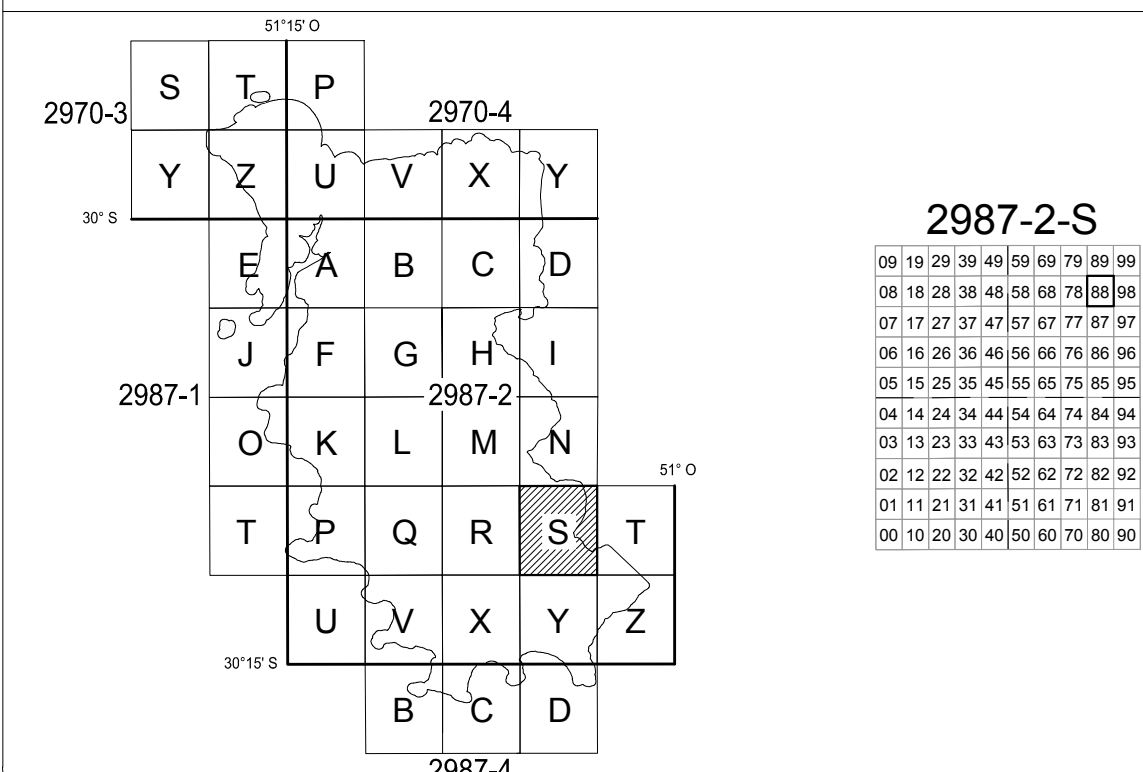 51°15' O
S T P
2970-3 2970-4
Y Z U V X Y
30° S
2987-2-S
E A B C D
J F G H I
2987-1 2987-2
O K L M N
51° O
T P Q R S T
U V X Y Z
30°15' S
B C D
2987-4
09 19 29 39 49 59 69 79 89 99
08 18 28 38 48 58 68 78 88 98
07 17 27 37 47 57 67 77 87 97
06 16 26 36 46 56 66 76 86 96
05 15 25 35 45 55 65 75 85 95
04 14 24 34 44 54 64 74 84 94
03 13 23 33 43 53 63 73 83 93
02 12 22 32 42 52 62 72 82 92
01 11 21 31 41 51 61 71 81 91
00 10 20 30 40 50 60 70 80 90